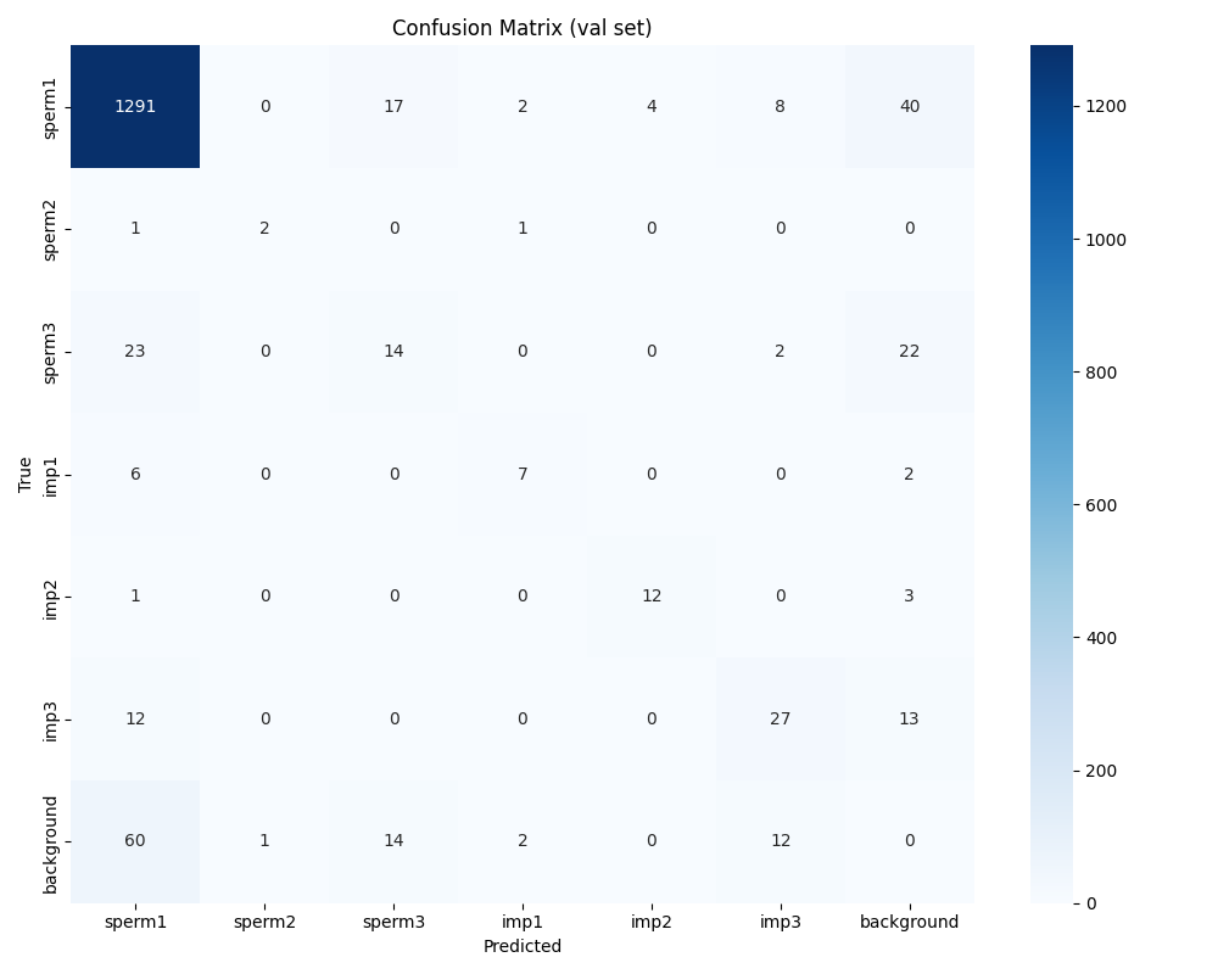 Confusion Matrix (val set)
True
sperm1 1291 0 17 2 4 8 40
sperm2 1 2 0 1 0 0 0
sperm3 23 0 14 0 0 2 22
imp1 6 0 0 7 0 0 2
imp2 1 0 0 0 12 0 3
imp3 12 0 0 0 0 27 13
background 60 1 14 2 0 12 0
sperm1 sperm2 sperm3 imp1 imp2 imp3 background
Predicted
1200
1000
800
600
400
200
0